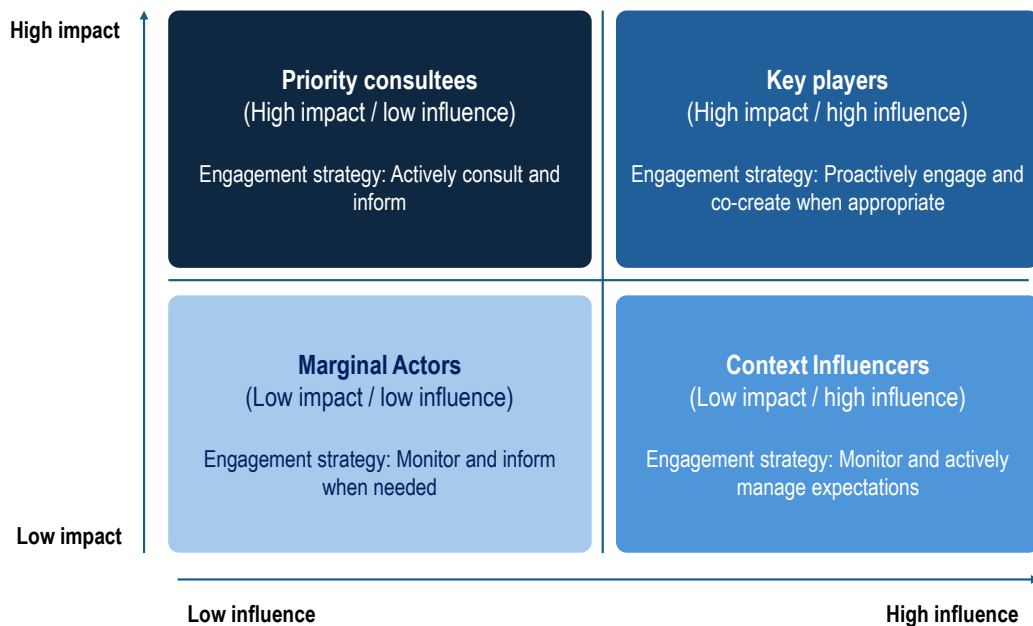 High impact
Priority consultees
(High impact / low influence)
Engagement strategy: Actively consult and
inform
Key players
(High impact / high influence)
Engagement strategy: Proactively engage and
co-create when appropriate
Marginal Actors
(Low impact / low influence)
Engagement strategy: Monitor and inform
when needed
Context Influencers
(Low impact / high influence)
Engagement strategy: Monitor and actively
manage expectations
Low impact
Low influence
High influence